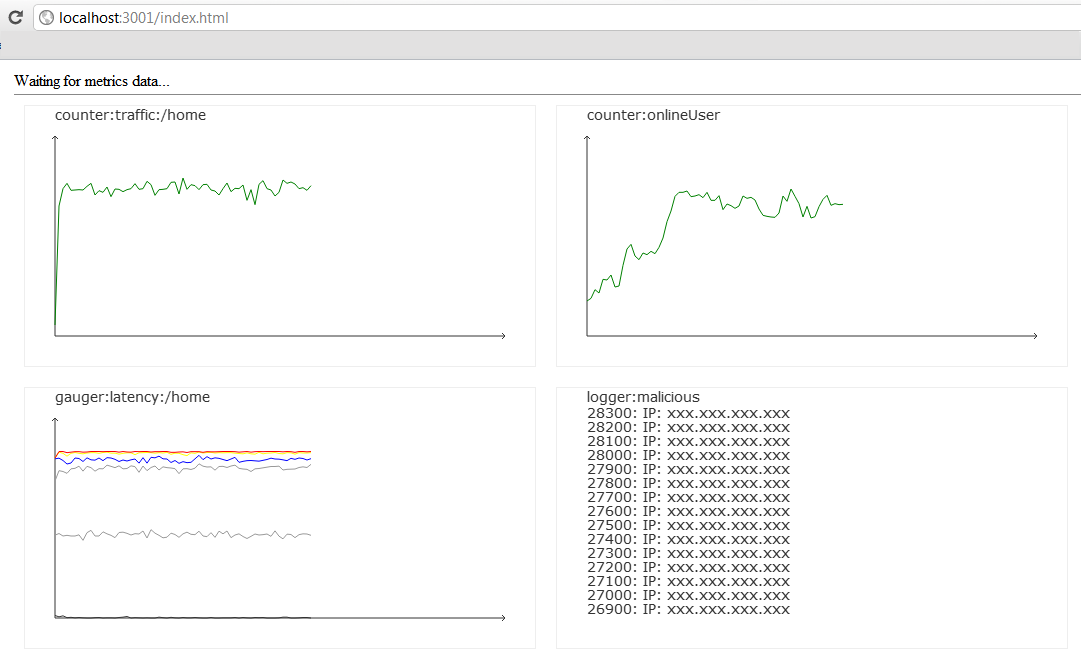 localhost:3001/index.html
Waiting for metrics data...
counter:traffic:/home
counter:onlineUser
gauger:latency:/home
logger:malicious
28300: IP: xxx.xxx.xxx.xxx
28200: IP: xxx.xxx.xxx.xxx
28100: IP: xxx.xxx.xxx.xxx
28000: IP: xxx.xxx.xxx.xxx
27900: IP: xxx.xxx.xxx.xxx
27800: IP: xxx.xxx.xxx.xxx
27700: IP: xxx.xxx.xxx.xxx
27600: IP: xxx.xxx.xxx.xxx
27500: IP: xxx.xxx.xxx.xxx
27400: IP: xxx.xxx.xxx.xxx
27300: IP: xxx.xxx.xxx.xxx
27200: IP: xxx.xxx.xxx.xxx
27100: IP: xxx.xxx.xxx.xxx
27000: IP: xxx.xxx.xxx.xxx
26900: IP: xxx.xxx.xxx.xxx